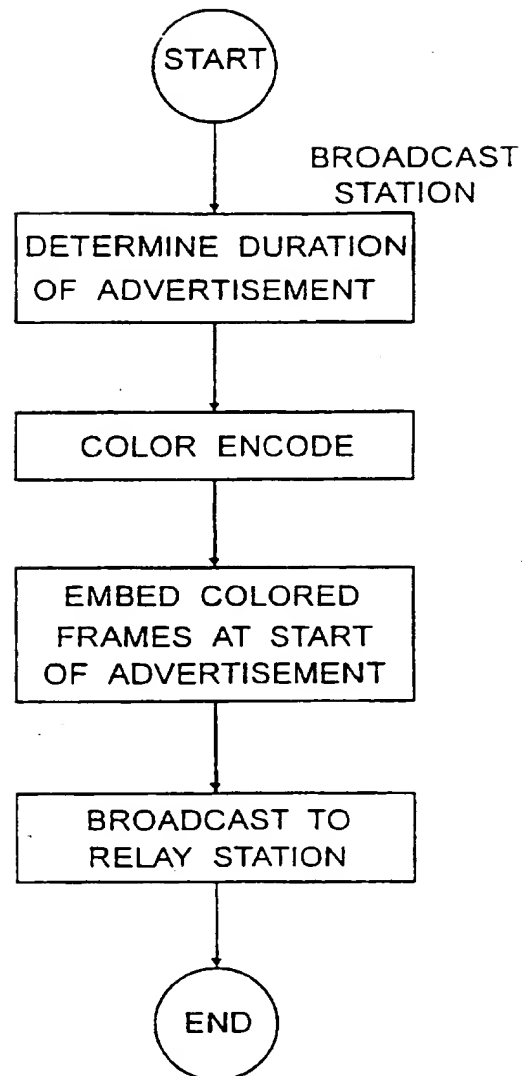 START
BROADCAST
STATION
DETERMINE DURATION
OF ADVERTISEMENT
COLOR ENCODE
EMBED COLORED
FRAMES AT START
OF ADVERTISEMENT
BROADCAST TO
RELAY STATION
END